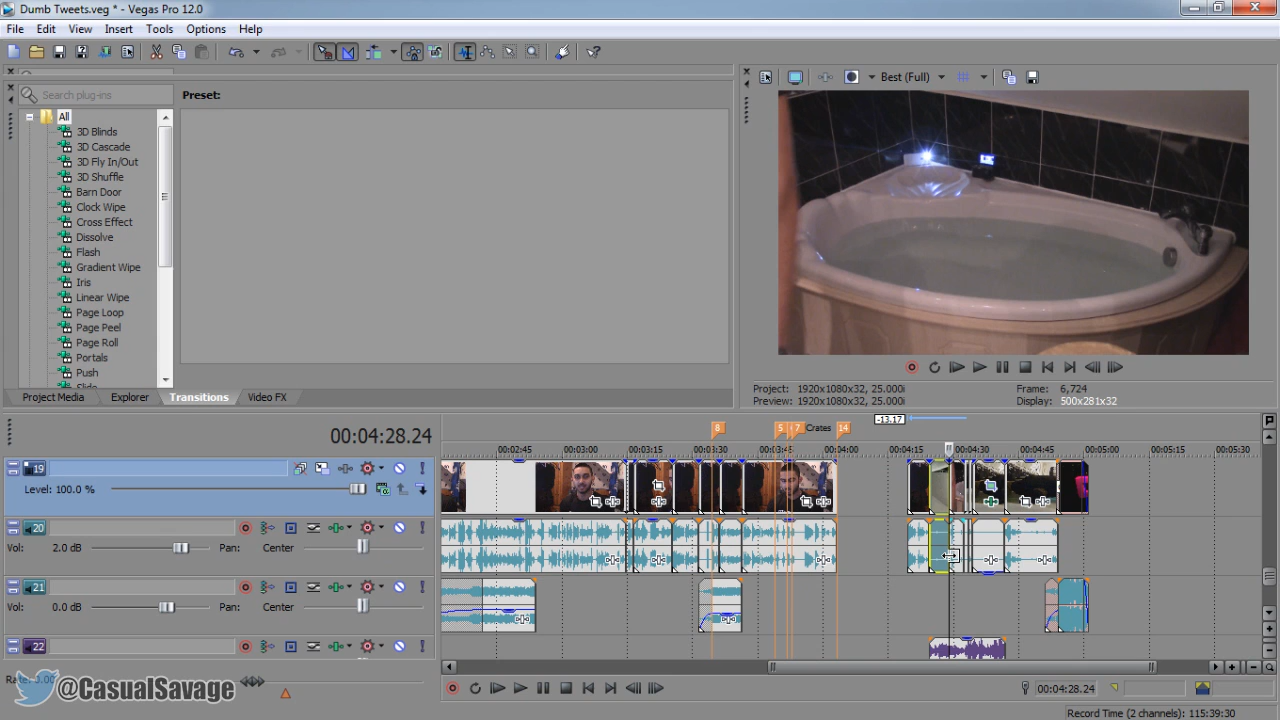 Dumb Tweets.veg * - Vegas Pro 12.0
File Edit View Insert Tools Options Help
Search plug-ins
Preset:
Best (Full)
All
3D Blinds
3D Cascade
3D Fly In/Out
3D Shuffle
Barn Door
Clock Wipe
Cross Effect
Dissolve
Flash
Gradient Wipe
Iris
Linear Wipe
Page Loop
Page Peel
Page Roll
Portals
Push
Slide
Project Media Explorer Transitions Video FX
Project: 1920x1080x32, 25.000i Frame: 6,724
Preview: 1920x1080x32, 25.000i Display: 500x281x32
-13.17
8 5 7 Crates 14
00:04:28.24
00:02:45 00:03:00 00:03:15 00:03:30 00:03:45 00:04:00 00:04:15 00:04:30 00:04:45 00:05:00 00:05:15 00:05:30
19
Level: 100.0 %
20
Vol: 2.0 dB Pan: Center
21
Vol: 0.0 dB Pan: Center
22
Rate: 0.00
@CasualSavage
00:04:28.24
Record Time (2 channels): 115:39:30